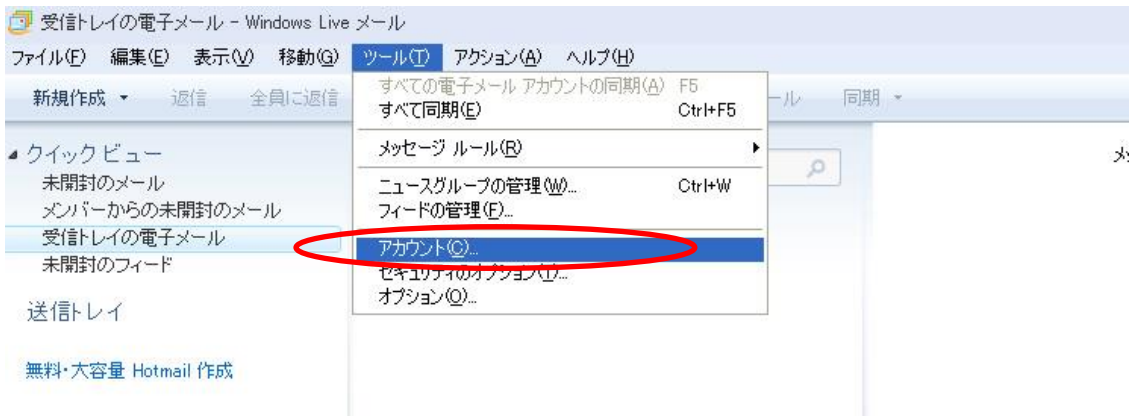 受信トレイの電子メール - Windows Live メール
ファイル(F) 編集(E) 表示(V) 移動(G) ツール(T) アクション(A) ヘルプ(H)
新規作成 返信 全員に返信 ール 同期
すべての電子メール アカウントの同期(A) F5
すべて同期(E) Ctrl+F5
メッセージ ルール(R)
ニュースグループの管理(W)... Ctrl+W
フィードの管理(F)...
アカウント(C)...
セキュリティのオプション(T)...
オプション(O)...
クイック ビュー
未開封のメール
メンバーからの未開封のメール
受信トレイの電子メール
未開封のフィード
送信トレイ
無料・大容量 Hotmail 作成